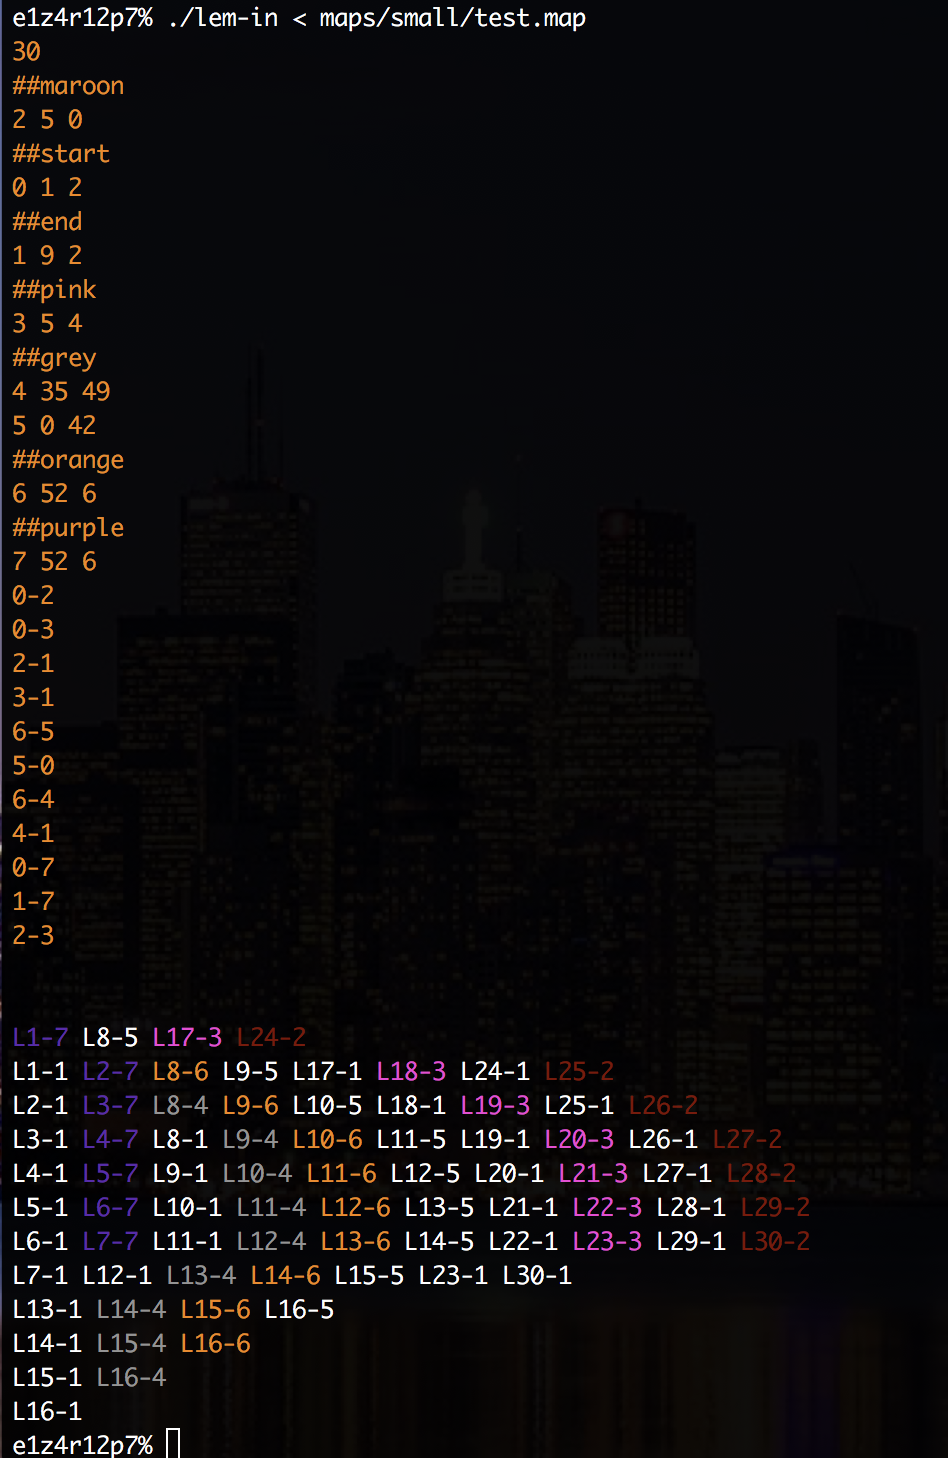 e1z4r12p7% ./lem-in < maps/small/test.map
30
##maroon
2 5 0
##start
0 1 2
##end
1 9 2
##pink
3 5 4
##grey
4 35 49
5 0 42
##orange
6 52 6
##purple
7 52 6
0-2
0-3
2-1
3-1
6-5
5-0
6-4
4-1
0-7
1-7
2-3
L1-7 L8-5 L17-3 L24-2
L1-1 L2-7 L8-6 L9-5 L17-1 L18-3 L24-1 L25-2
L2-1 L3-7 L8-4 L9-6 L10-5 L18-1 L19-3 L25-1 L26-2
L3-1 L4-7 L8-1 L9-4 L10-6 L11-5 L19-1 L20-3 L26-1 L27-2
L4-1 L5-7 L9-1 L10-4 L11-6 L12-5 L20-1 L21-3 L27-1 L28-2
L5-1 L6-7 L10-1 L11-4 L12-6 L13-5 L21-1 L22-3 L28-1 L29-2
L6-1 L7-7 L11-1 L12-4 L13-6 L14-5 L22-1 L23-3 L29-1 L30-2
L7-1 L12-1 L13-4 L14-6 L15-5 L23-1 L30-1
L13-1 L14-4 L15-6 L16-5
L14-1 L15-4 L16-6
L15-1 L16-4
L16-1
e1z4r12p7%